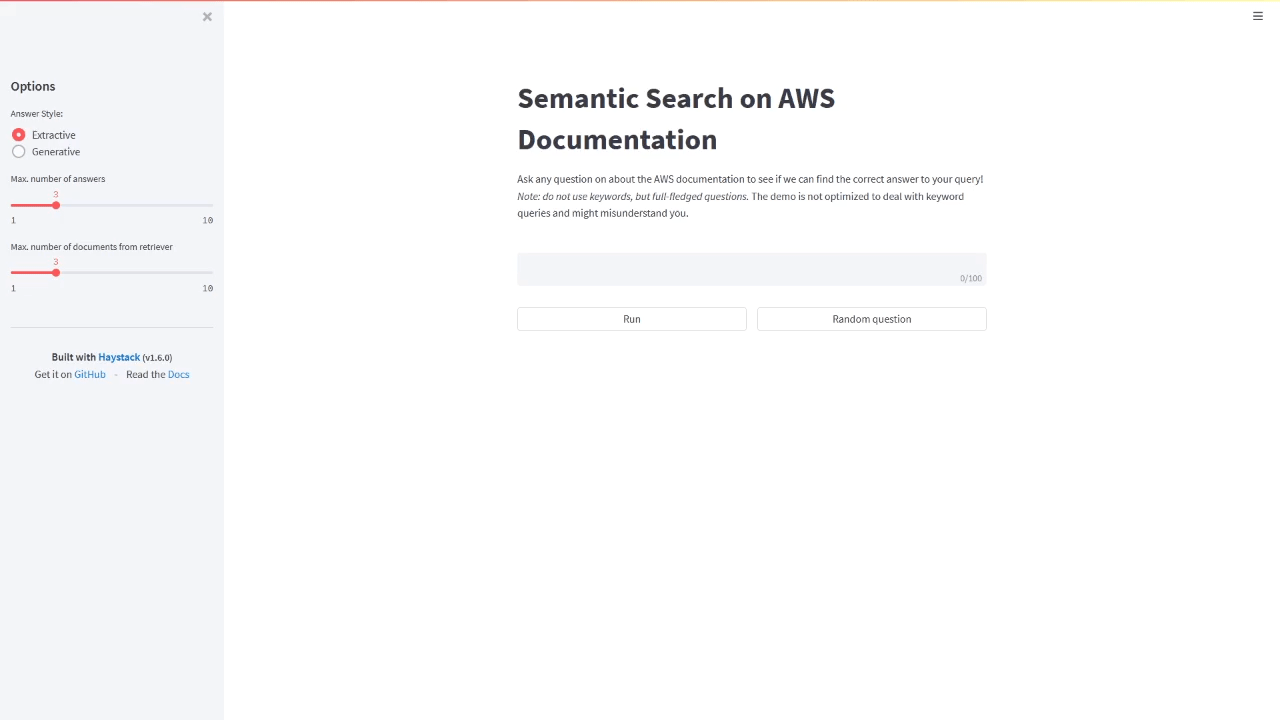 Options
Answer Style:
Extractive
Generative
Max. number of answers
3
1 10
Max. number of documents from retriever
3
1 10
Built with Haystack (v1.6.0)
Get it on GitHub - Read the Docs
Semantic Search on AWS
Documentation
Ask any question on about the AWS documentation to see if we can find the correct answer to your query!
Note: do not use keywords, but full-fledged questions. The demo is not optimized to deal with keyword
queries and might misunderstand you.
0/100
Run Random question